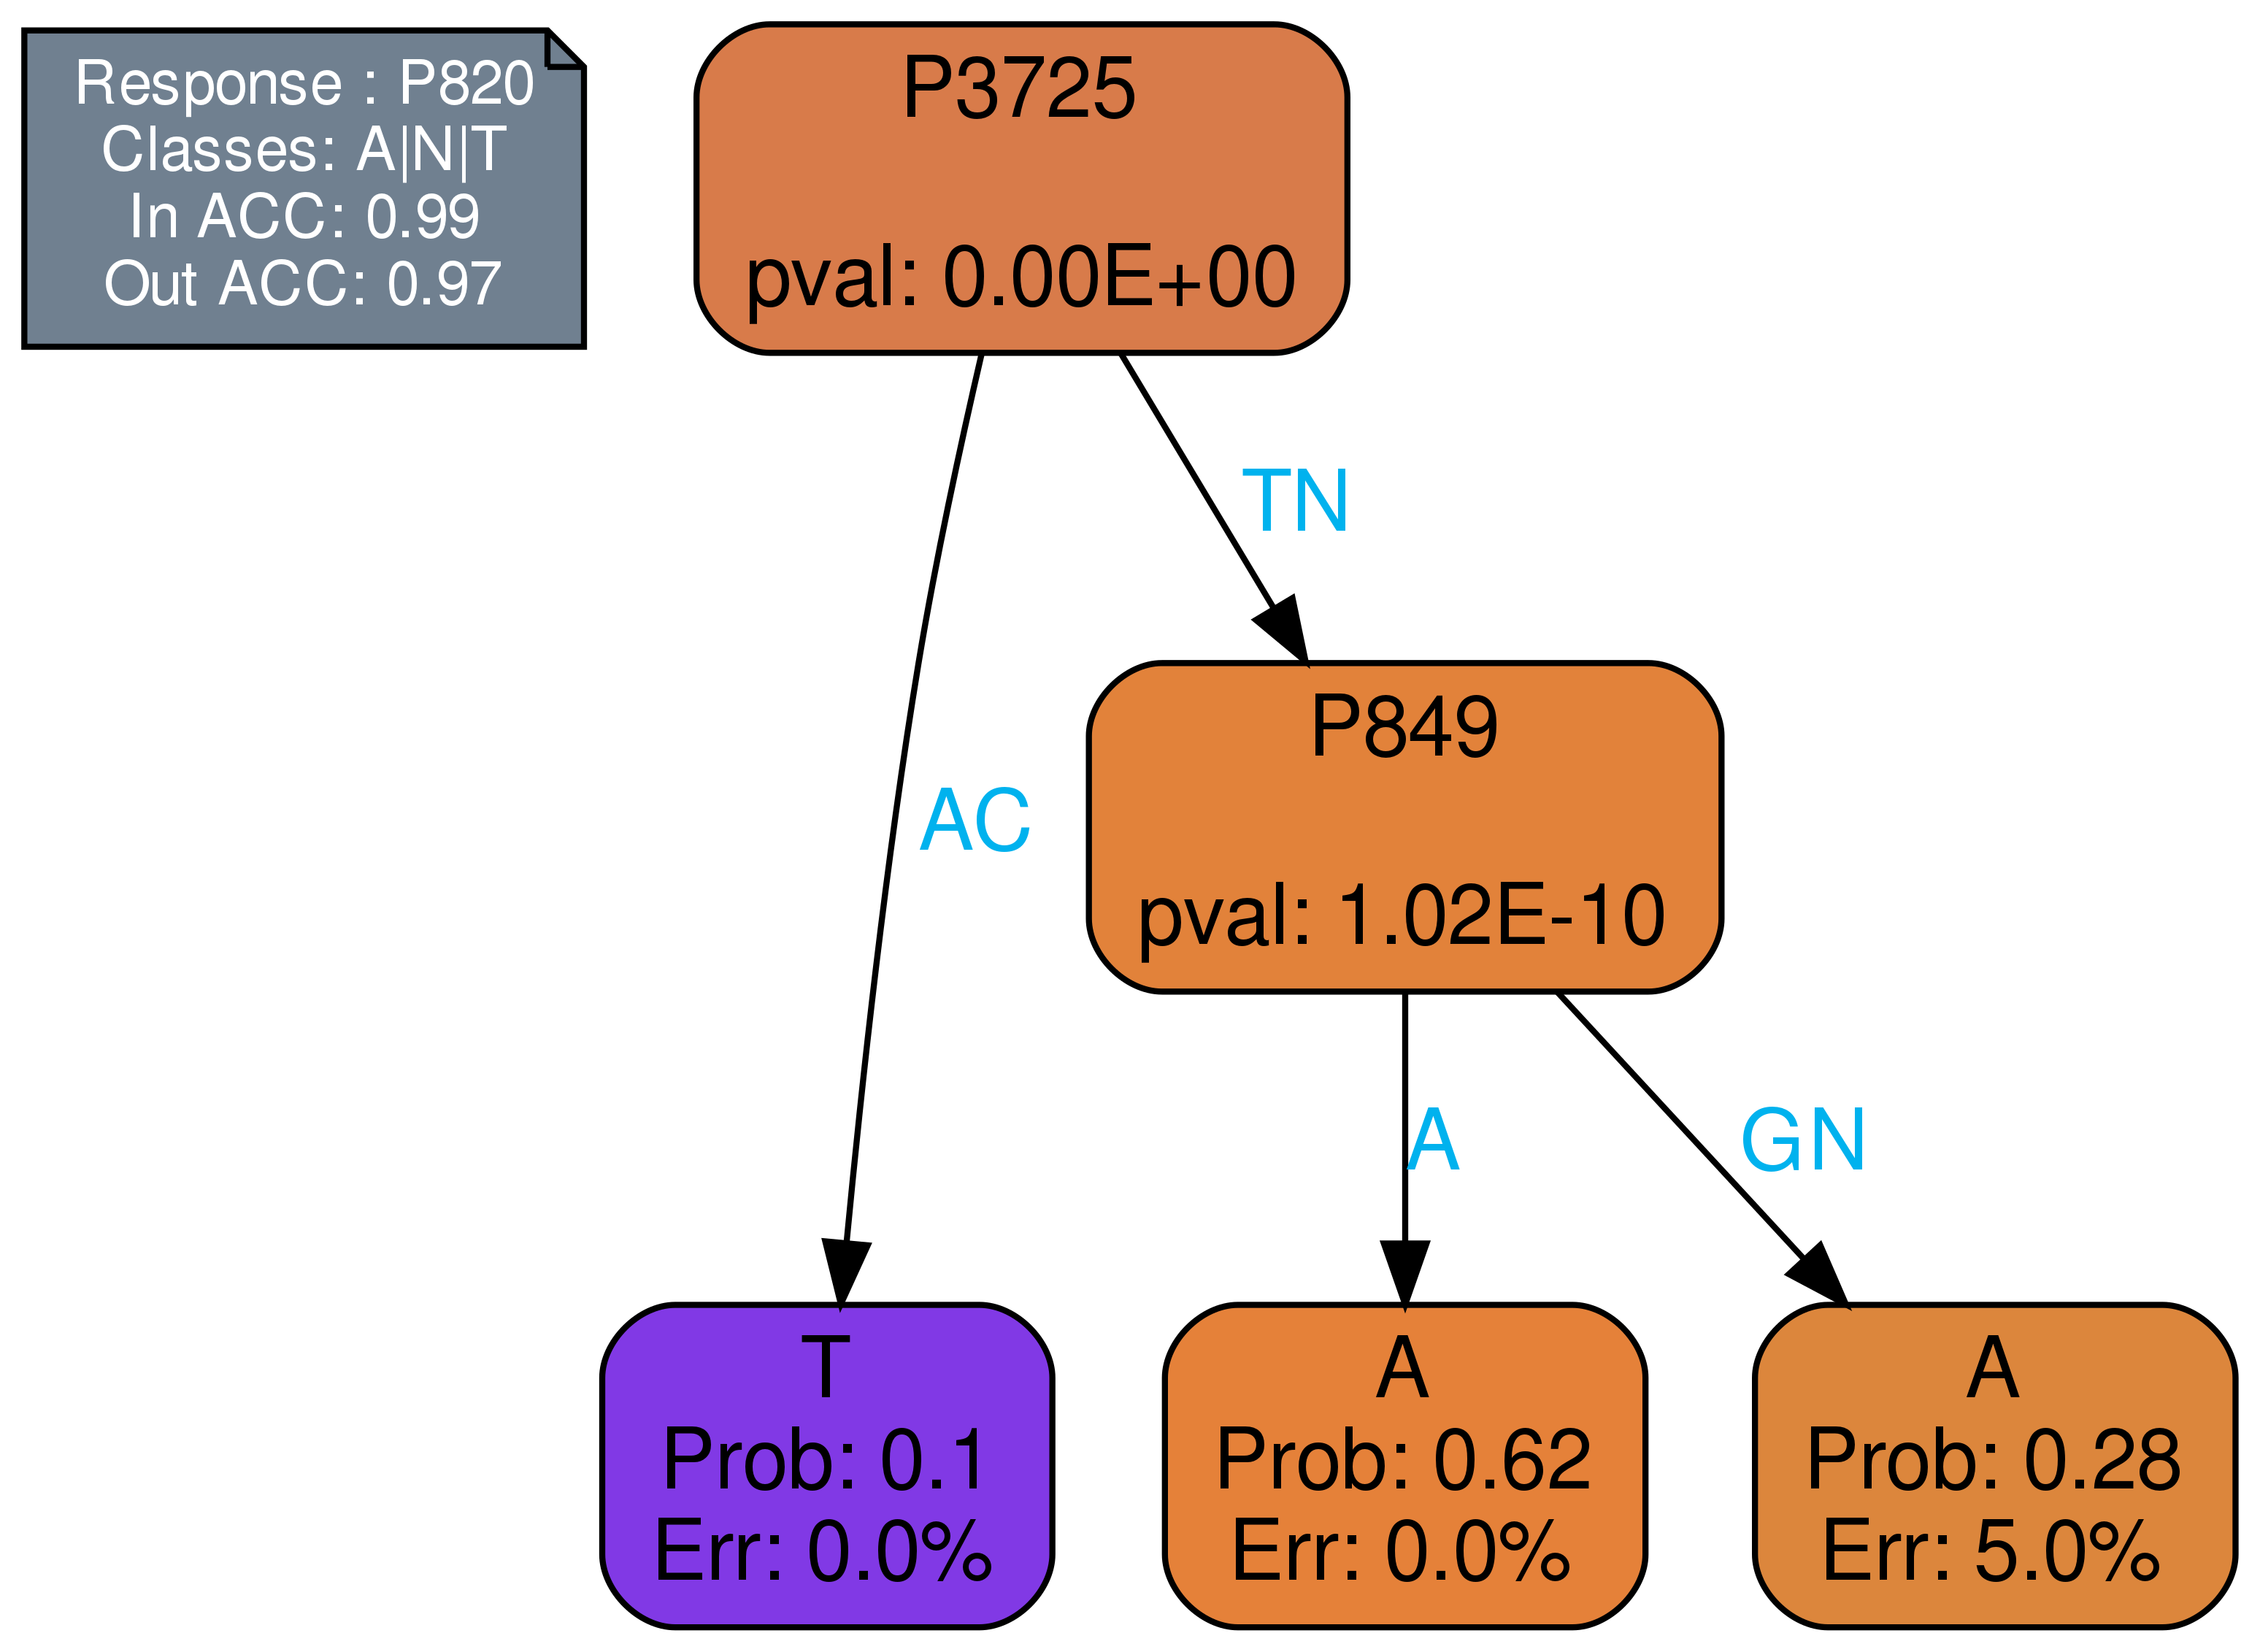 Response : P820
Classes: A|N|T
In ACC: 0.99
Out ACC: 0.97
P3725
pval: 0.00E+00
TN
AC
P849
pval: 1.02E-10
A
GN
T
Prob: 0.1
Err: 0.0%
A
Prob: 0.62
Err: 0.0%
A
Prob: 0.28
Err: 5.0%